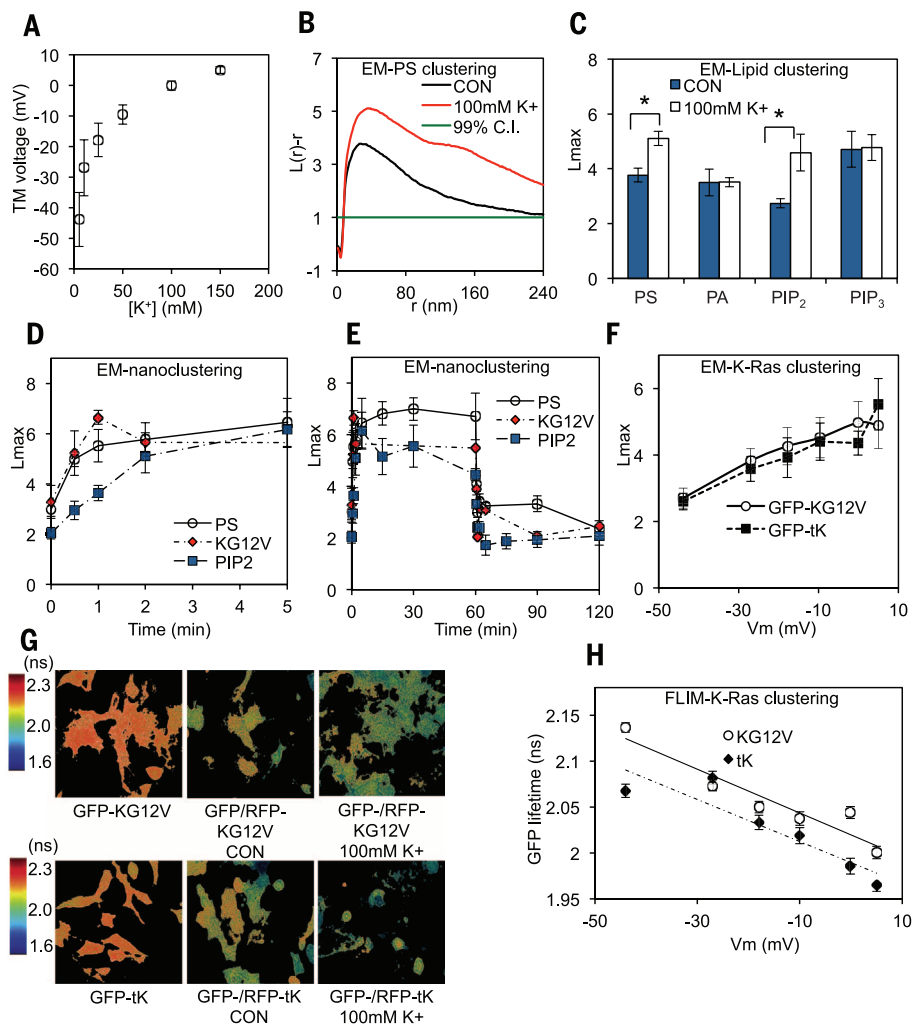 A
TM voltage (mV)
10
0
-10
-20
-30
-40
-50
-60
0 50 100 150 200
[K+] (mM)
B
EM-PS clustering
CON
100mM K+
99% C.I.
L(r)-r
7
5
3
1
-1
0 80 160 240
r (nm)
C
EM-Lipid clustering
CON
100mM K+
*
*
Lmax
8
6
4
2
0
PS PA PIP2 PIP3
D
EM-nanoclustering
Lmax
8
6
4
2
0
PS
KG12V
PIP2
0 1 2 3 4 5
Time (min)
E
EM-nanoclustering
Lmax
8
6
4
2
0
PS
KG12V
PIP2
0 30 60 90 120
Time (min)
F
EM-K-Ras clustering
Lmax
6
4
2
0
GFP-KG12V
GFP-tK
-50 -30 -10 10
Vm (mV)
G
(ns)
2.3
2.0
1.6
GFP-KG12V
GFP/RFP-
KG12V
CON
GFP-/RFP-
KG12V
100mM K+
(ns)
2.3
2.0
1.6
GFP-tK
GFP-/RFP-tK
CON
GFP-/RFP-tK
100mM K+
H
FLIM-K-Ras clustering
KG12V
tK
GFP lifetime (ns)
2.15
2.1
2.05
2
1.95
-50 -30 -10 10
Vm (mV)